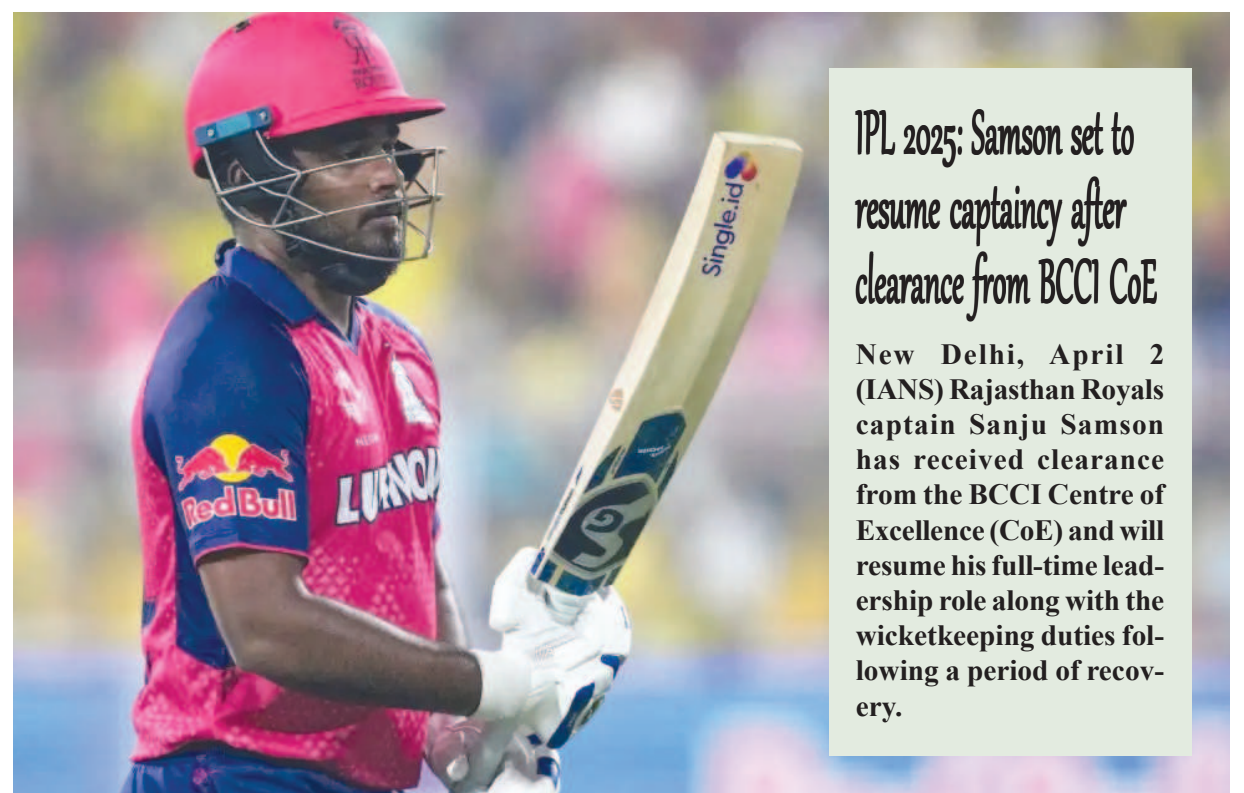 Single.id
RedBull
IPL 2025: Samson set to
resume captaincy after
clearance from BCCI CoE
New Delhi, April 2
(IANS) Rajasthan Royals
captain Sanju Samson
has received clearance
from the BCCI Centre of
Excellence (CoE) and will
resume his full-time lead-
ership role along with the
wicketkeeping duties fol-
lowing a period of recov-
ery.